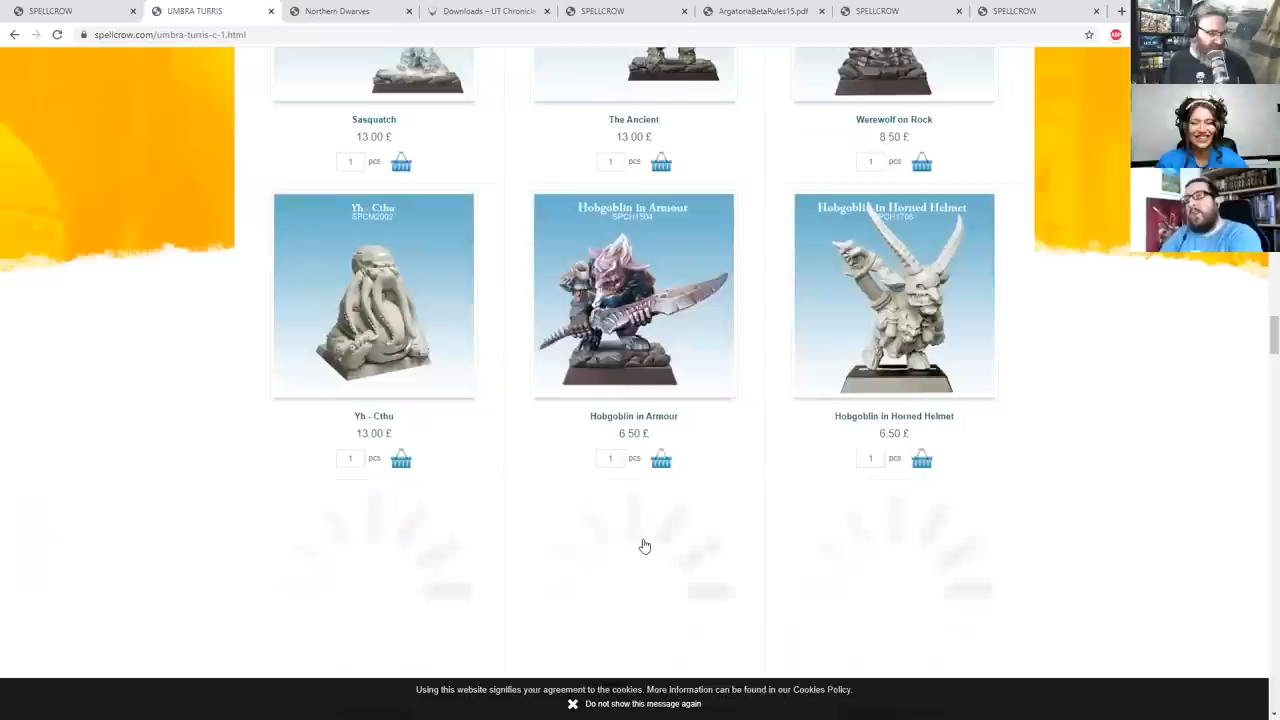 SPELLCROW
UMBRA TURRIS
Northern Dwarves
Downloads – UT Chronicle
SPELLCROW
ArgatoriaBetaRules15.pdf
SPELLCROW
SPELLCROW
spellcrow.com/umbra-turris-c-1.html
ABP
Sasquatch
The Ancient
Werewolf on Rock
13.00 £
13.00 £
8.50 £
1 pcs
1 pcs
1 pcs
Yh - Cthu
SPCM2002
Hobgoblin in Armour
SPCH1504
Hobgoblin in Horned Helmet
SPCH1706
Yh - Cthu
Hobgoblin in Armour
Hobgoblin in Horned Helmet
13.00 £
6.50 £
6.50 £
1 pcs
1 pcs
1 pcs
Using this website signifies your agreement to the cookies. More information can be found in our Cookies Policy.
Do not show this message again